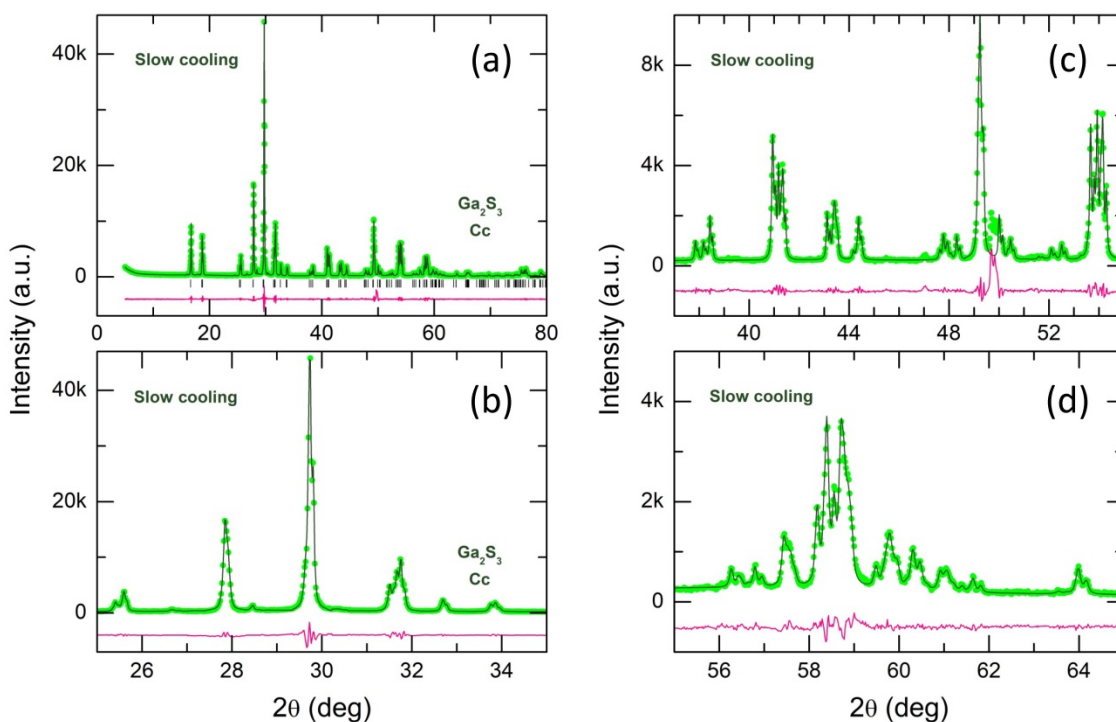 Intensity (a.u.)
40k
20k
0
Slow cooling
(a)
Ga₂S₃
Cc
0 20 40 60 80
Intensity (a.u.)
8k
4k
0
Slow cooling
(c)
40 44 48 52
40k
20k
0
Slow cooling
(b)
Ga₂S₃
Cc
26 28 30 32 34
2θ (deg)
4k
2k
0
Slow cooling
(d)
56 58 60 62 64
2θ (deg)